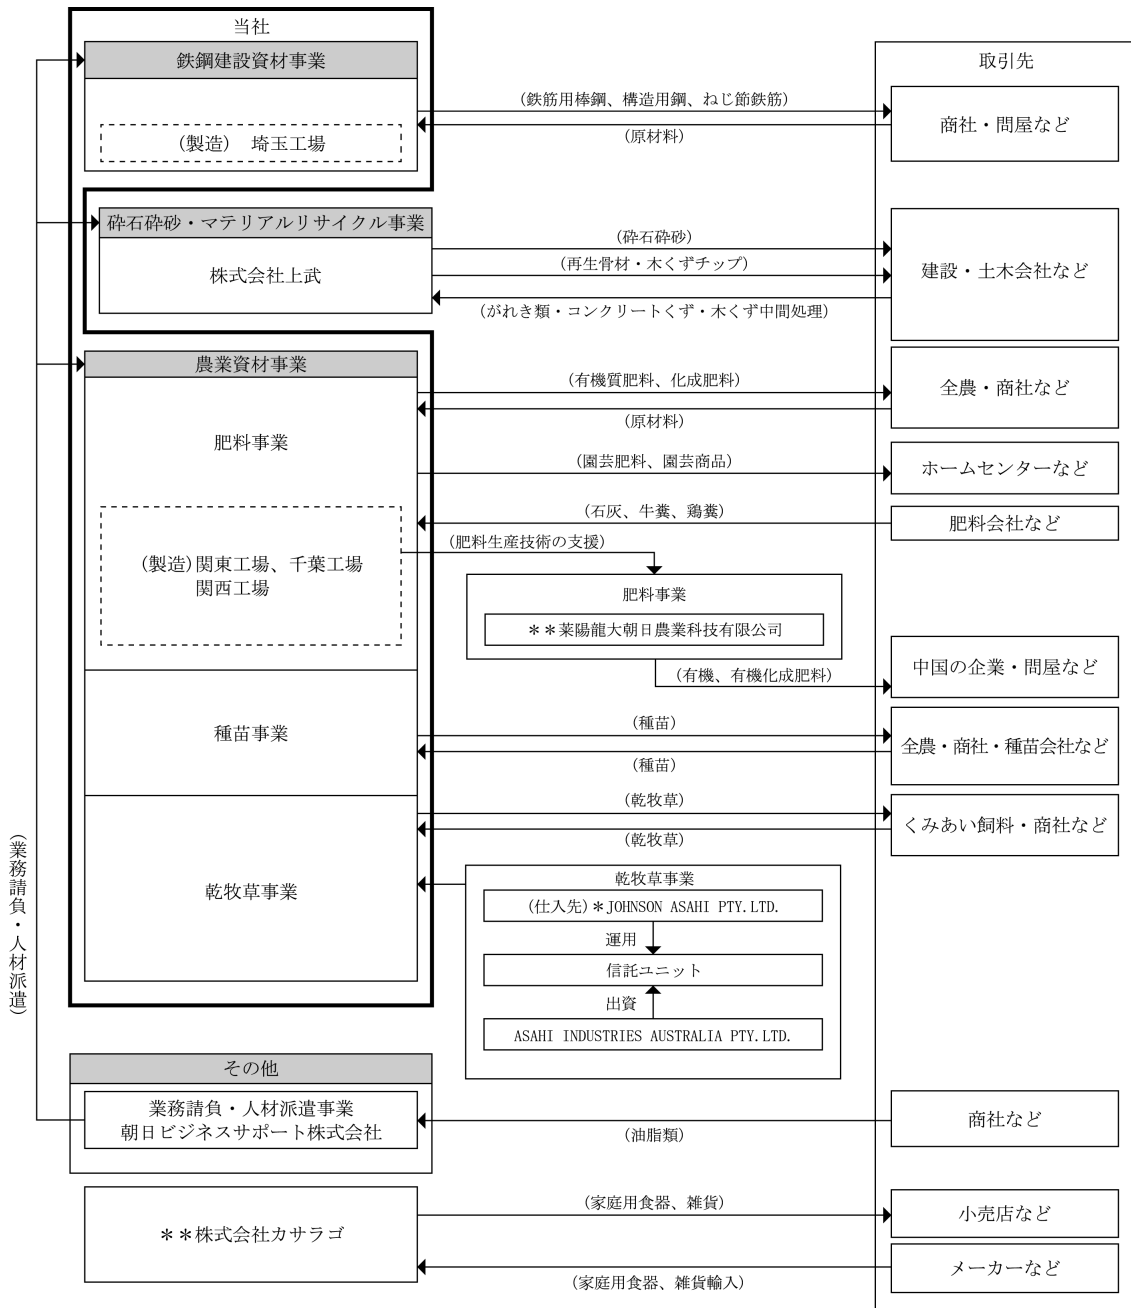 当社
鉄鋼建設資材事業
(製造)　埼玉工場
砕石砕砂・マテリアルリサイクル事業
株式会社上武
農業資材事業
肥料事業
(製造)関東工場、千葉工場
関西工場
種苗事業
乾牧草事業
(業務請負・人材派遣)
その他
業務請負・人材派遣事業
朝日ビジネスサポート株式会社
＊＊株式会社カサラゴ
(鉄筋用棒鋼、構造用鋼、ねじ節鉄筋)
(原材料)
(砕石砕砂)
(再生骨材・木くずチップ)
(がれき類・コンクリートくず・木くず中間処理)
(有機質肥料、化成肥料)
(原材料)
(園芸肥料、園芸商品)
(石灰、牛糞、鶏糞)
(肥料生産技術の支援)
肥料事業
＊＊莱陽龍大朝日農業科技有限公司
(有機、有機化成肥料)
(種苗)
(種苗)
(乾牧草)
(乾牧草)
乾牧草事業
(仕入先)＊JOHNSON ASAHI PTY.LTD.
運用
信託ユニット
出資
ASAHI INDUSTRIES AUSTRALIA PTY.LTD.
(油脂類)
(家庭用食器、雑貨)
(家庭用食器、雑貨輸入)
取引先
商社・問屋など
建設・土木会社など
全農・商社など
ホームセンターなど
肥料会社など
中国の企業・問屋など
全農・商社・種苗会社など
くみあい飼料・商社など
商社など
小売店など
メーカーなど